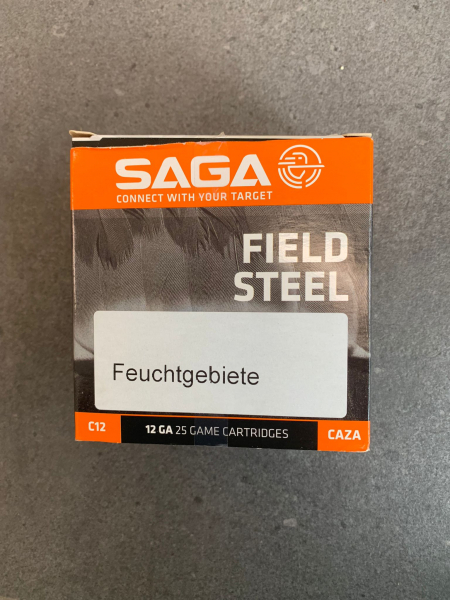 SAGA
CONNECT WITH YOUR TARGET
FIELD
STEEL
Feuchtgebiete
C12
12 GA 25 GAME CARTRIDGES
CAZA